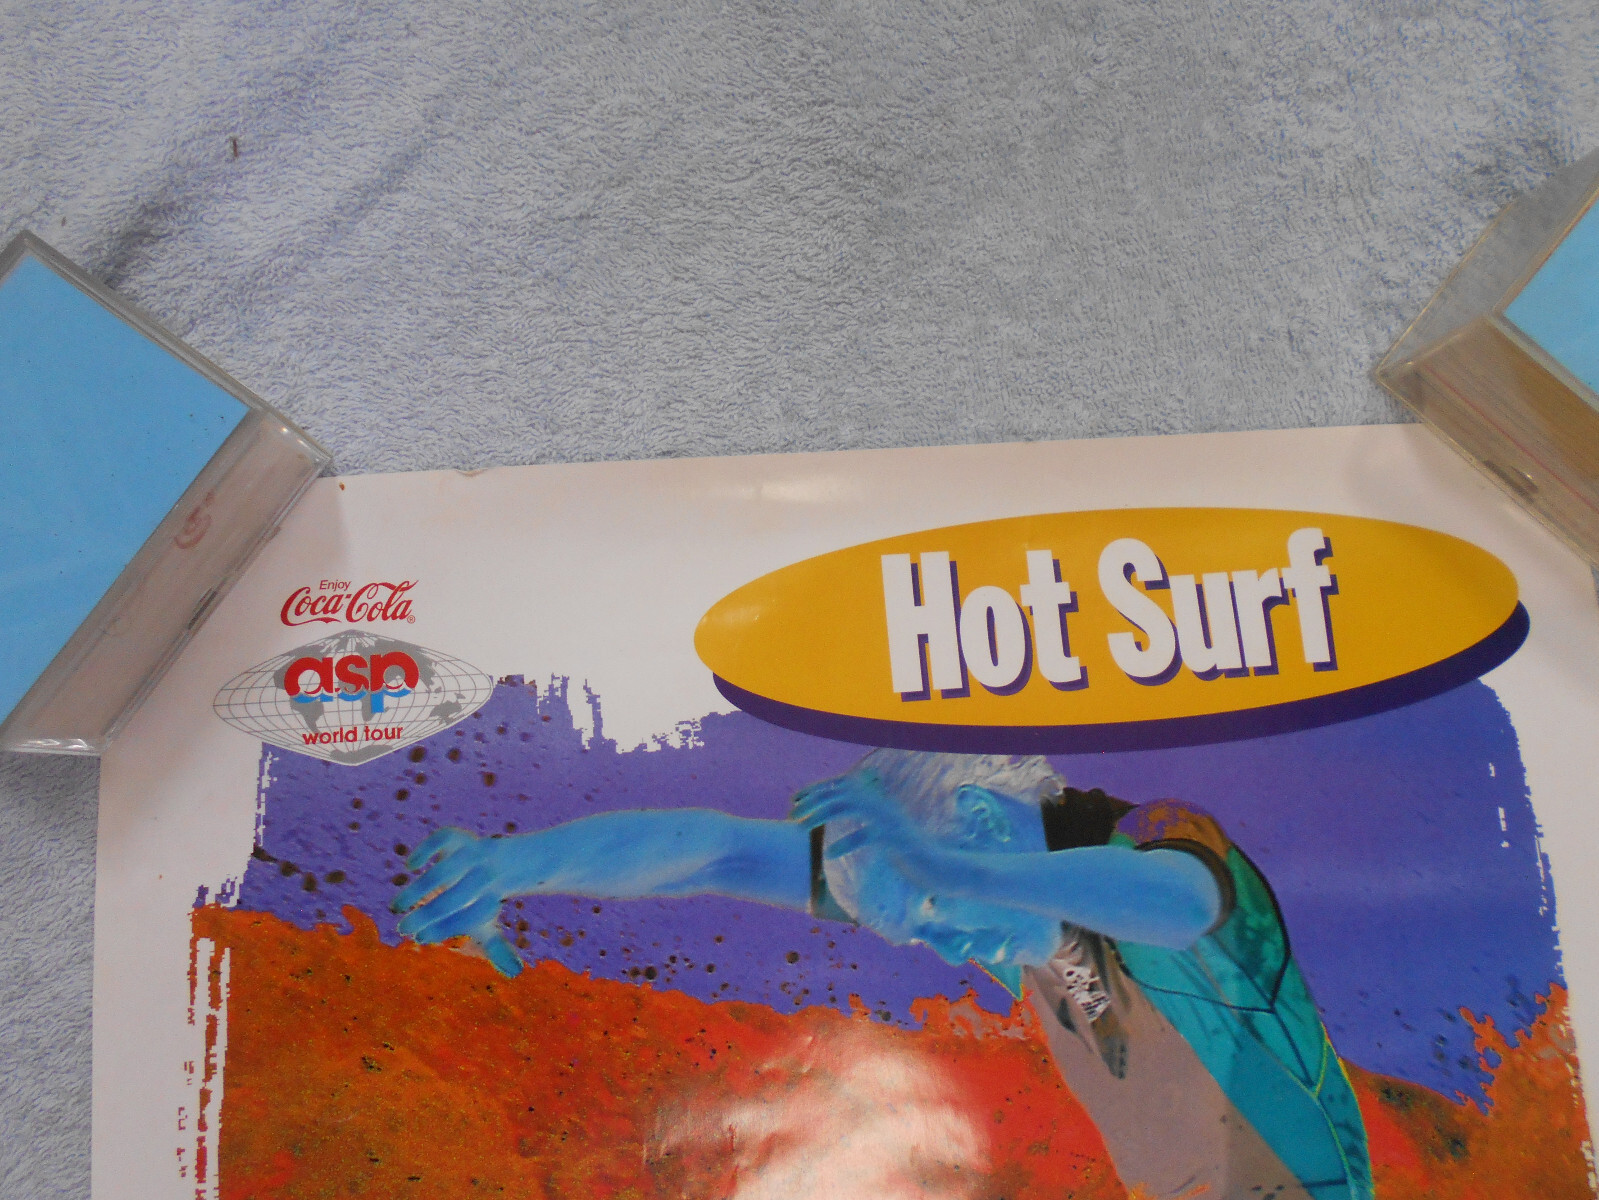 Enjoy
Coca-Cola®
asp
world tour
Hot Surf